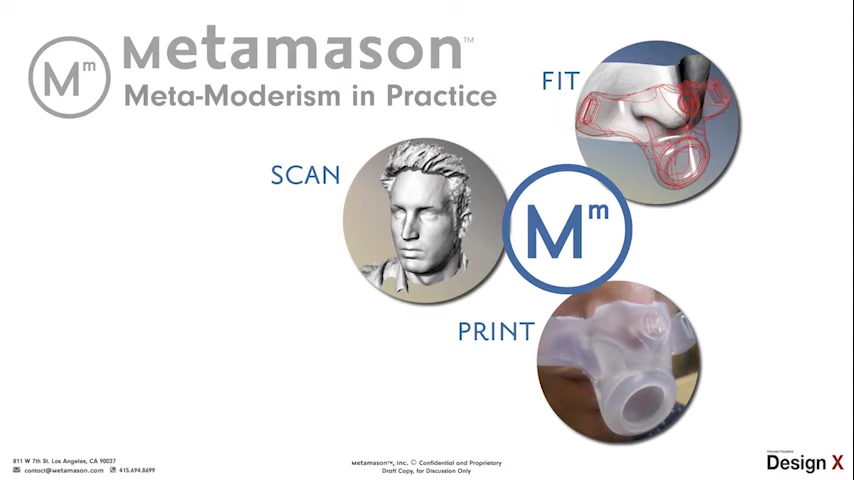 Mm
Metamason™
Meta-Moderism in Practice
FIT
SCAN
Mm
PRINT
811 W 7th St. Los Angeles, CA 90027
contact@Metamason.com 415.694.8699
Metamason™, Inc. © Confidential and Proprietary
Draft Copy, for Discussion Only
Design X